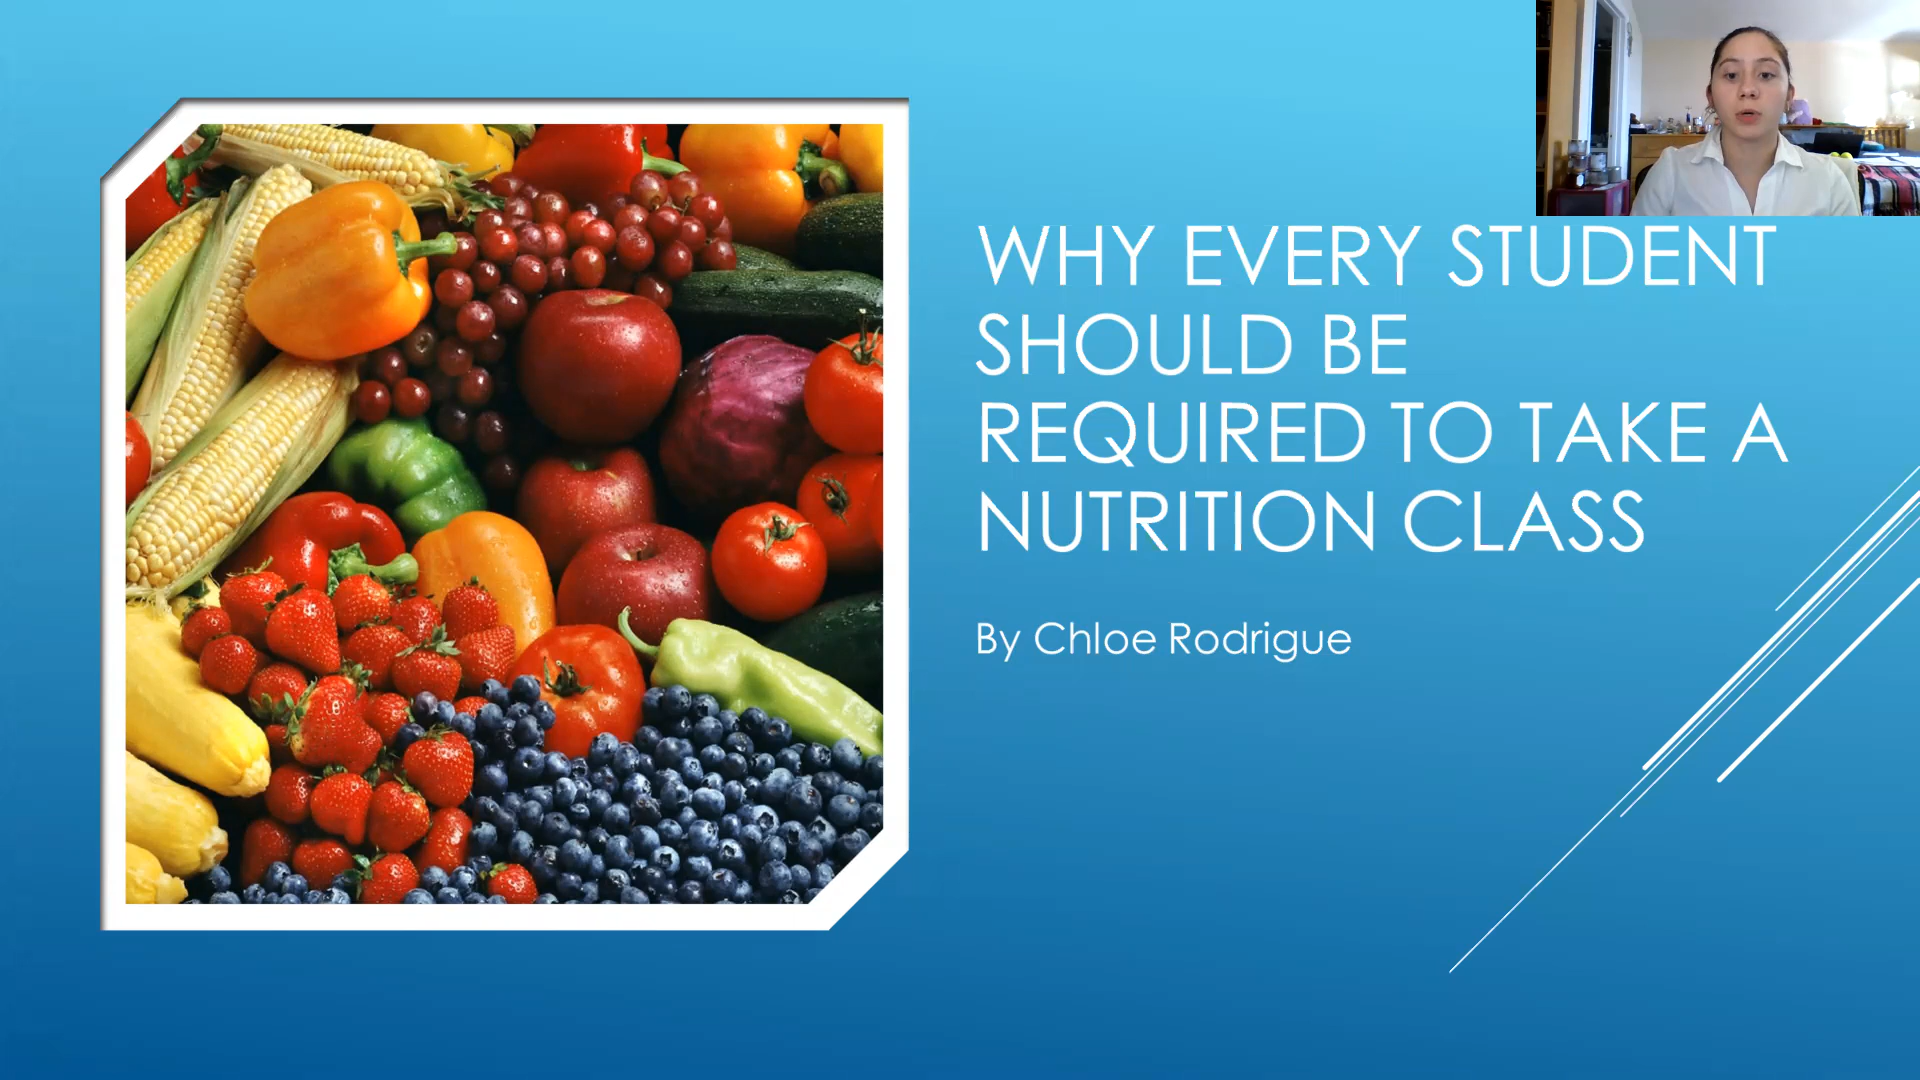 WHY EVERY STUDENT
SHOULD BE
REQUIRED TO TAKE A
NUTRITION CLASS
By Chloe Rodrigue